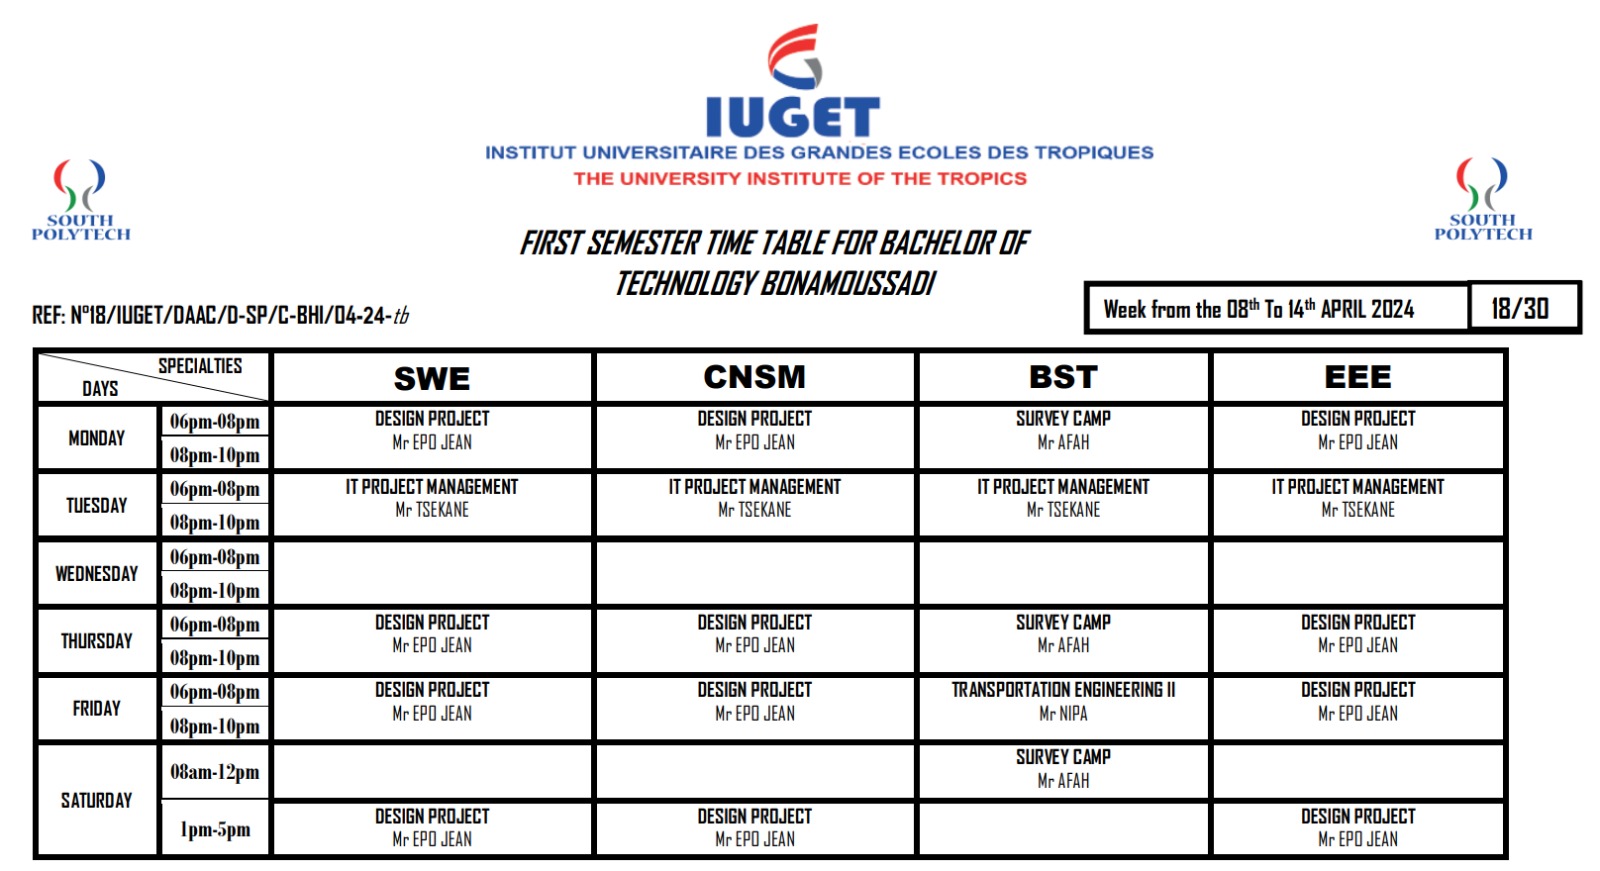 IUGET
INSTITUT UNIVERSITAIRE DES GRANDES ECOLES DES TROPIQUES
THE UNIVERSITY INSTITUTE OF THE TROPICS
SOUTH
POLYTECH
SOUTH
POLYTECH
FIRST SEMESTER TIME TABLE FOR BACHELOR OF
TECHNOLOGY BONAMOUSSADI
REF: N°18/IUGET/DAAC/D-SP/C-BHI/04-24-tb
Week from the 08th To 14th APRIL 2024
18/30
SPECIALTIES
DAYS
SWE
CNSM
BST
EEE
MONDAY
06pm-08pm
08pm-10pm
DESIGN PROJECT
Mr EPO JEAN
DESIGN PROJECT
Mr EPO JEAN
SURVEY CAMP
Mr AFAH
DESIGN PROJECT
Mr EPO JEAN
TUESDAY
06pm-08pm
08pm-10pm
IT PROJECT MANAGEMENT
Mr TSEKANE
IT PROJECT MANAGEMENT
Mr TSEKANE
IT PROJECT MANAGEMENT
Mr TSEKANE
IT PROJECT MANAGEMENT
Mr TSEKANE
WEDNESDAY
06pm-08pm
08pm-10pm
THURSDAY
06pm-08pm
08pm-10pm
DESIGN PROJECT
Mr EPO JEAN
DESIGN PROJECT
Mr EPO JEAN
SURVEY CAMP
Mr AFAH
DESIGN PROJECT
Mr EPO JEAN
FRIDAY
06pm-08pm
08pm-10pm
DESIGN PROJECT
Mr EPO JEAN
DESIGN PROJECT
Mr EPO JEAN
TRANSPORTATION ENGINEERING II
Mr NIPA
DESIGN PROJECT
Mr EPO JEAN
SATURDAY
08am-12pm
SURVEY CAMP
Mr AFAH
1pm-5pm
DESIGN PROJECT
Mr EPO JEAN
DESIGN PROJECT
Mr EPO JEAN
DESIGN PROJECT
Mr EPO JEAN